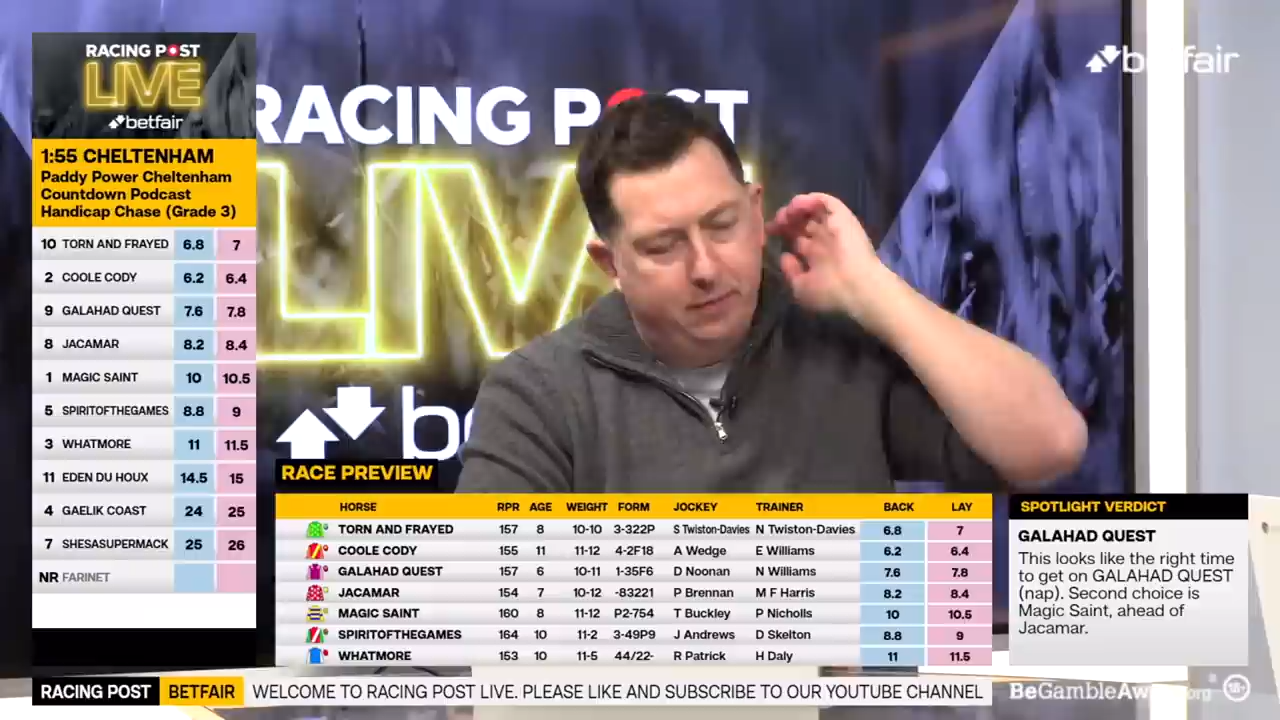 RACING POST
LIVE
betfair
1:55 CHELTENHAM
Paddy Power Cheltenham
Countdown Podcast
Handicap Chase (Grade 3)
10 TORN AND FRAYED 6.8 7
2 COOLE CODY 6.2 6.4
9 GALAHAD QUEST 7.6 7.8
8 JACAMAR 8.2 8.4
1 MAGIC SAINT 10 10.5
5 SPIRITOFTHEGAMES 8.8 9
3 WHATMORE 11 11.5
11 EDEN DU HOUX 14.5 15
4 GAELIK COAST 24 25
7 SHESASUPERMACK 25 26
NR FARINET
betfair
RACING POST
LIV
be
RACE PREVIEW
HORSE RPR AGE WEIGHT FORM JOCKEY TRAINER BACK LAY
TORN AND FRAYED 157 8 10-10 3-322P S Twiston-Davies N Twiston-Davies 6.8 7
COOLE CODY 155 11 11-12 4-2F18 A Wedge E Williams 6.2 6.4
GALAHAD QUEST 157 6 10-11 1-35F6 D Noonan N Williams 7.6 7.8
JACAMAR 154 7 10-12 -83221 P Brennan M F Harris 8.2 8.4
MAGIC SAINT 160 8 11-12 P2-754 T Buckley P Nicholls 10 10.5
SPIRITOFTHEGAMES 164 10 11-2 3-49P9 J Andrews D Skelton 8.8 9
WHATMORE 153 10 11-5 44/22- R Patrick H Daly 11 11.5
SPOTLIGHT VERDICT
GALAHAD QUEST
This looks like the right time
to get on GALAHAD QUEST
(nap). Second choice is
Magic Saint, ahead of
Jacamar.
RACING POST BETFAIR WELCOME TO RACING POST LIVE. PLEASE LIKE AND SUBSCRIBE TO OUR YOUTUBE CHANNEL
BeGambleAware.org 18+